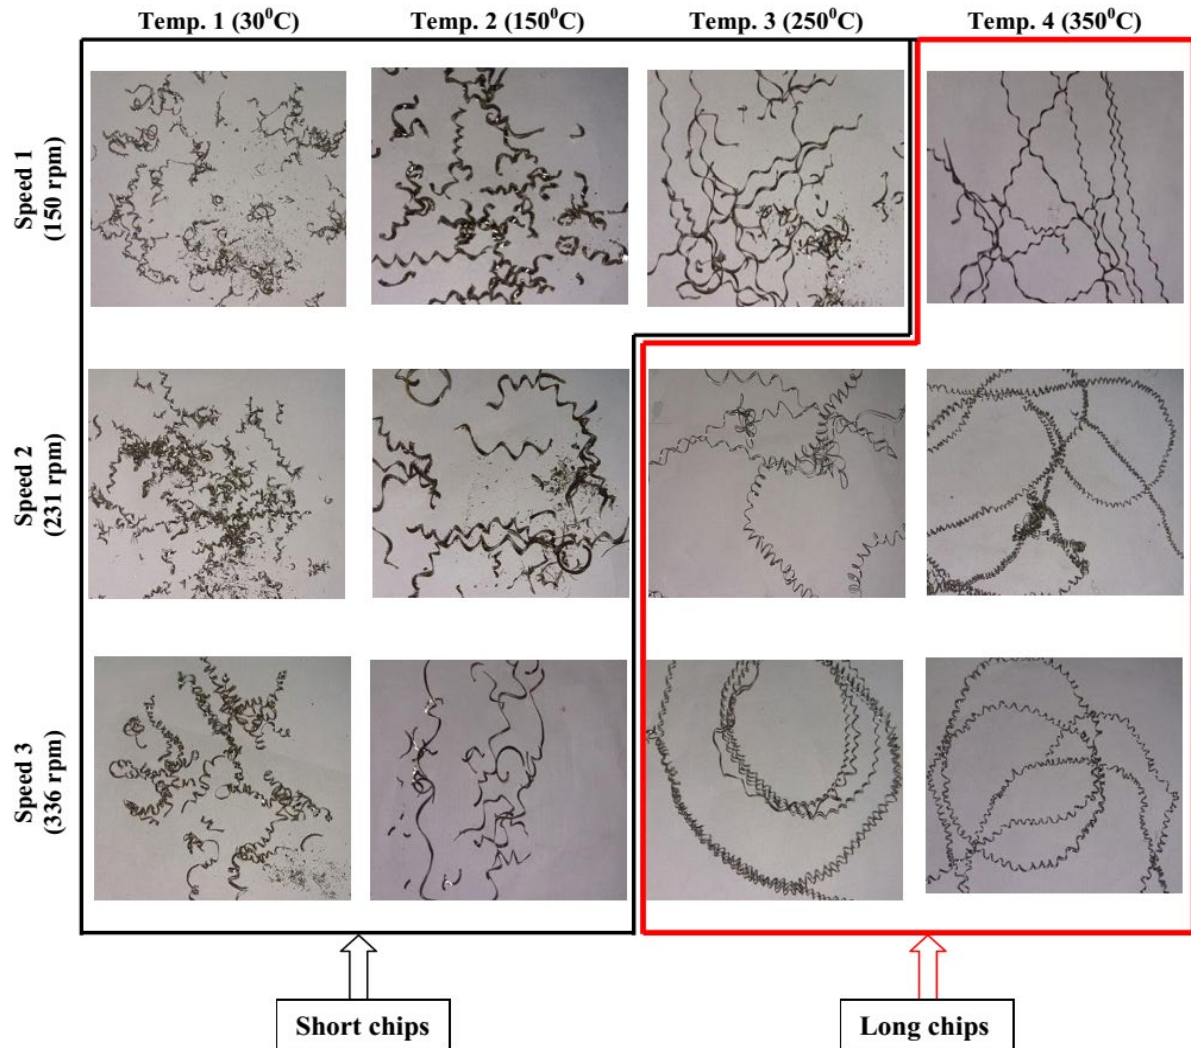 Temp. 1 (30⁰C)
Temp. 2 (150⁰C)
Temp. 3 (250⁰C)
Temp. 4 (350⁰C)
Speed 1
(150 rpm)
Speed 2
(231 rpm)
Speed 3
(336 rpm)
Short chips
Long chips